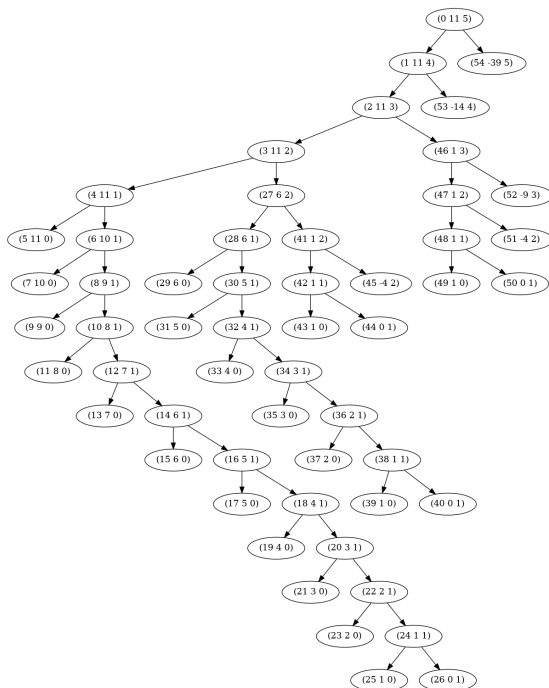 (0 11 5)
(1 11 4) (54 -39 5)
(2 11 3) (53 -14 4)
(3 11 2) (46 1 3)
(4 11 1) (27 6 2) (47 1 2) (52 -9 3)
(5 11 0) (6 10 1) (28 6 1) (41 1 2) (48 1 1) (51 -4 2)
(7 10 0) (8 9 1) (29 6 0) (30 5 1) (42 1 1) (45 -4 2) (49 1 0) (50 0 1)
(9 9 0) (10 8 1) (31 5 0) (32 4 1) (43 1 0) (44 0 1)
(11 8 0) (12 7 1) (33 4 0) (34 3 1)
(13 7 0) (14 6 1) (35 3 0) (36 2 1)
(15 6 0) (16 5 1) (37 2 0) (38 1 1)
(17 5 0) (18 4 1) (39 1 0) (40 0 1)
(19 4 0) (20 3 1)
(21 3 0) (22 2 1)
(23 2 0) (24 1 1)
(25 1 0) (26 0 1)